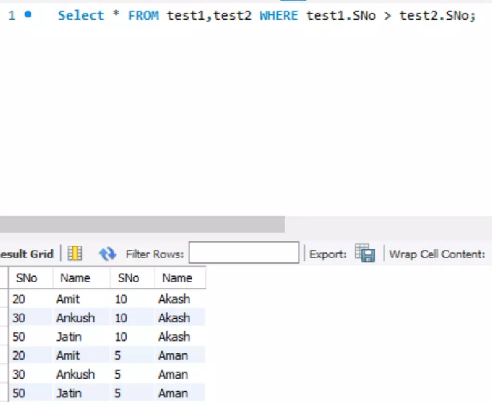 1 Select * FROM test1,test2 WHERE test1.SNo > test2.SNo;
esult Grid Filter Rows: Export: Wrap Cell Content:
SNo Name SNo Name
20 Amit 10 Akash
30 Ankush 10 Akash
50 Jatin 10 Akash
20 Amit 5 Aman
30 Ankush 5 Aman
50 Jatin 5 Aman